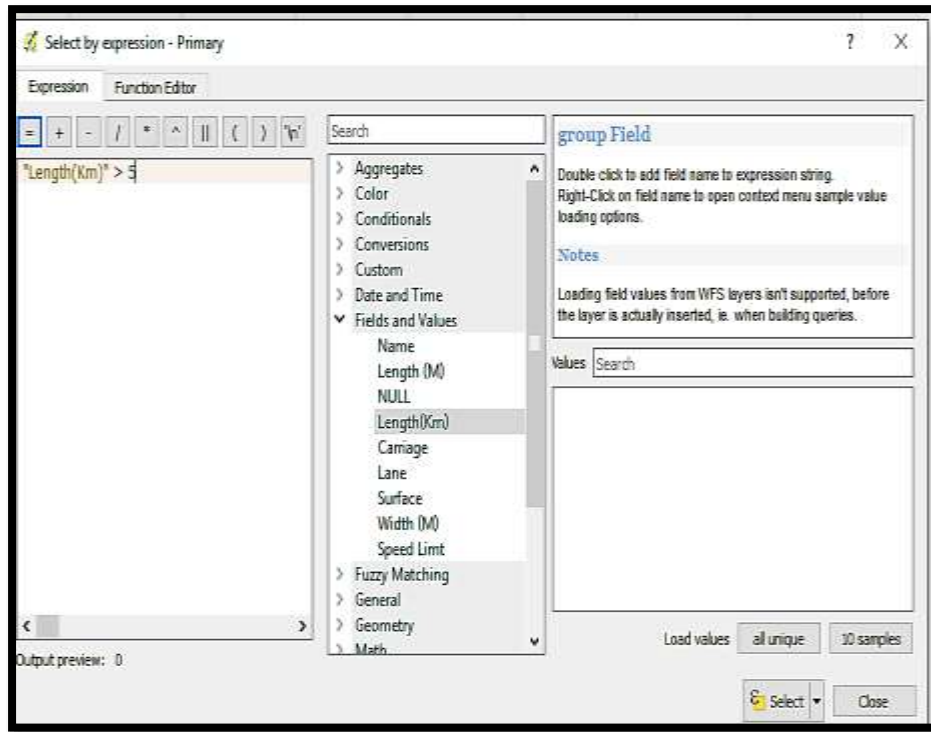 Select by expression - Primary
? X
Expression Function Editor
= + - / * ^ || ( ) '\n'
"Length(Km)" > 5
Search
Aggregates
Color
Conditionals
Conversions
Custom
Date and Time
Fields and Values
Name
Length (M)
NULL
Length(Km)
Carriage
Lane
Surface
Width (M)
Speed Limt
Fuzzy Matching
General
Geometry
Math
group Field
Double click to add field name to expression string.
Right-Click on field name to open context menu sample value
loading options.
Notes
Loading field values from WFS layers isn't supported, before
the layer is actually inserted, ie. when building queries.
Values Search
Load values all unique 10 samples
Output preview: 0
Select Close